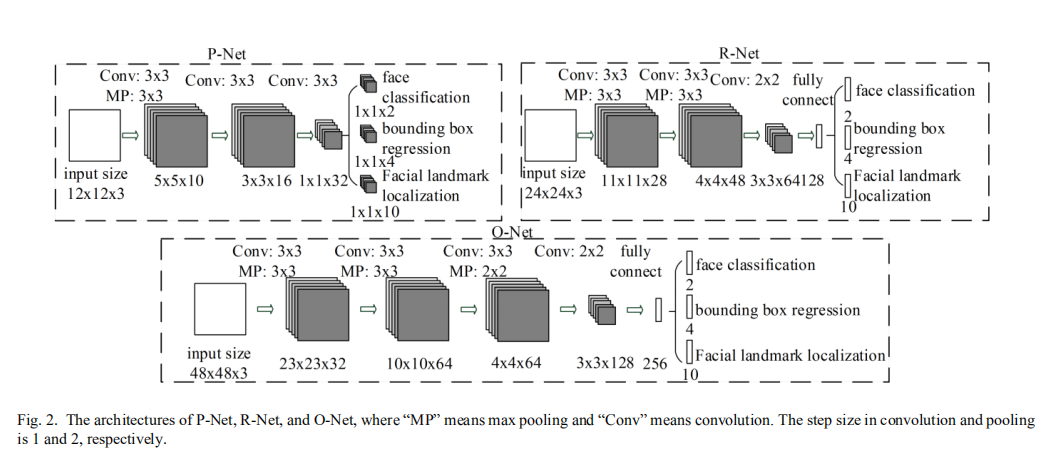 P-Net
Conv: 3x3 Conv: 3x3 Conv: 3x3
MP: 3x3
face
classification
1x1x2
bounding box
regression
1x1x4
Facial landmark
localization
1x1x10
input size
12x12x3
5x5x10
3x3x16
1x1x32
R-Net
Conv: 3x3 Conv: 3x3 Conv: 2x2 fully
MP: 3x3 MP: 3x3 connect
face classification
2
bounding box
regression
4
Facial landmark
localization
10
input size
24x24x3
11x11x28
4x4x48
3x3x64
128
O-Net
Conv: 3x3 Conv: 3x3 Conv: 3x3 Conv: 2x2 fully
MP: 3x3 MP: 3x3 MP: 2x2 connect
face classification
2
bounding box regression
4
Facial landmark localization
10
input size
48x48x3
23x23x32
10x10x64
4x4x64
3x3x128
256
Fig. 2. The architectures of P-Net, R-Net, and O-Net, where “MP” means max pooling and “Conv” means convolution. The step size in convolution and pooling
is 1 and 2, respectively.